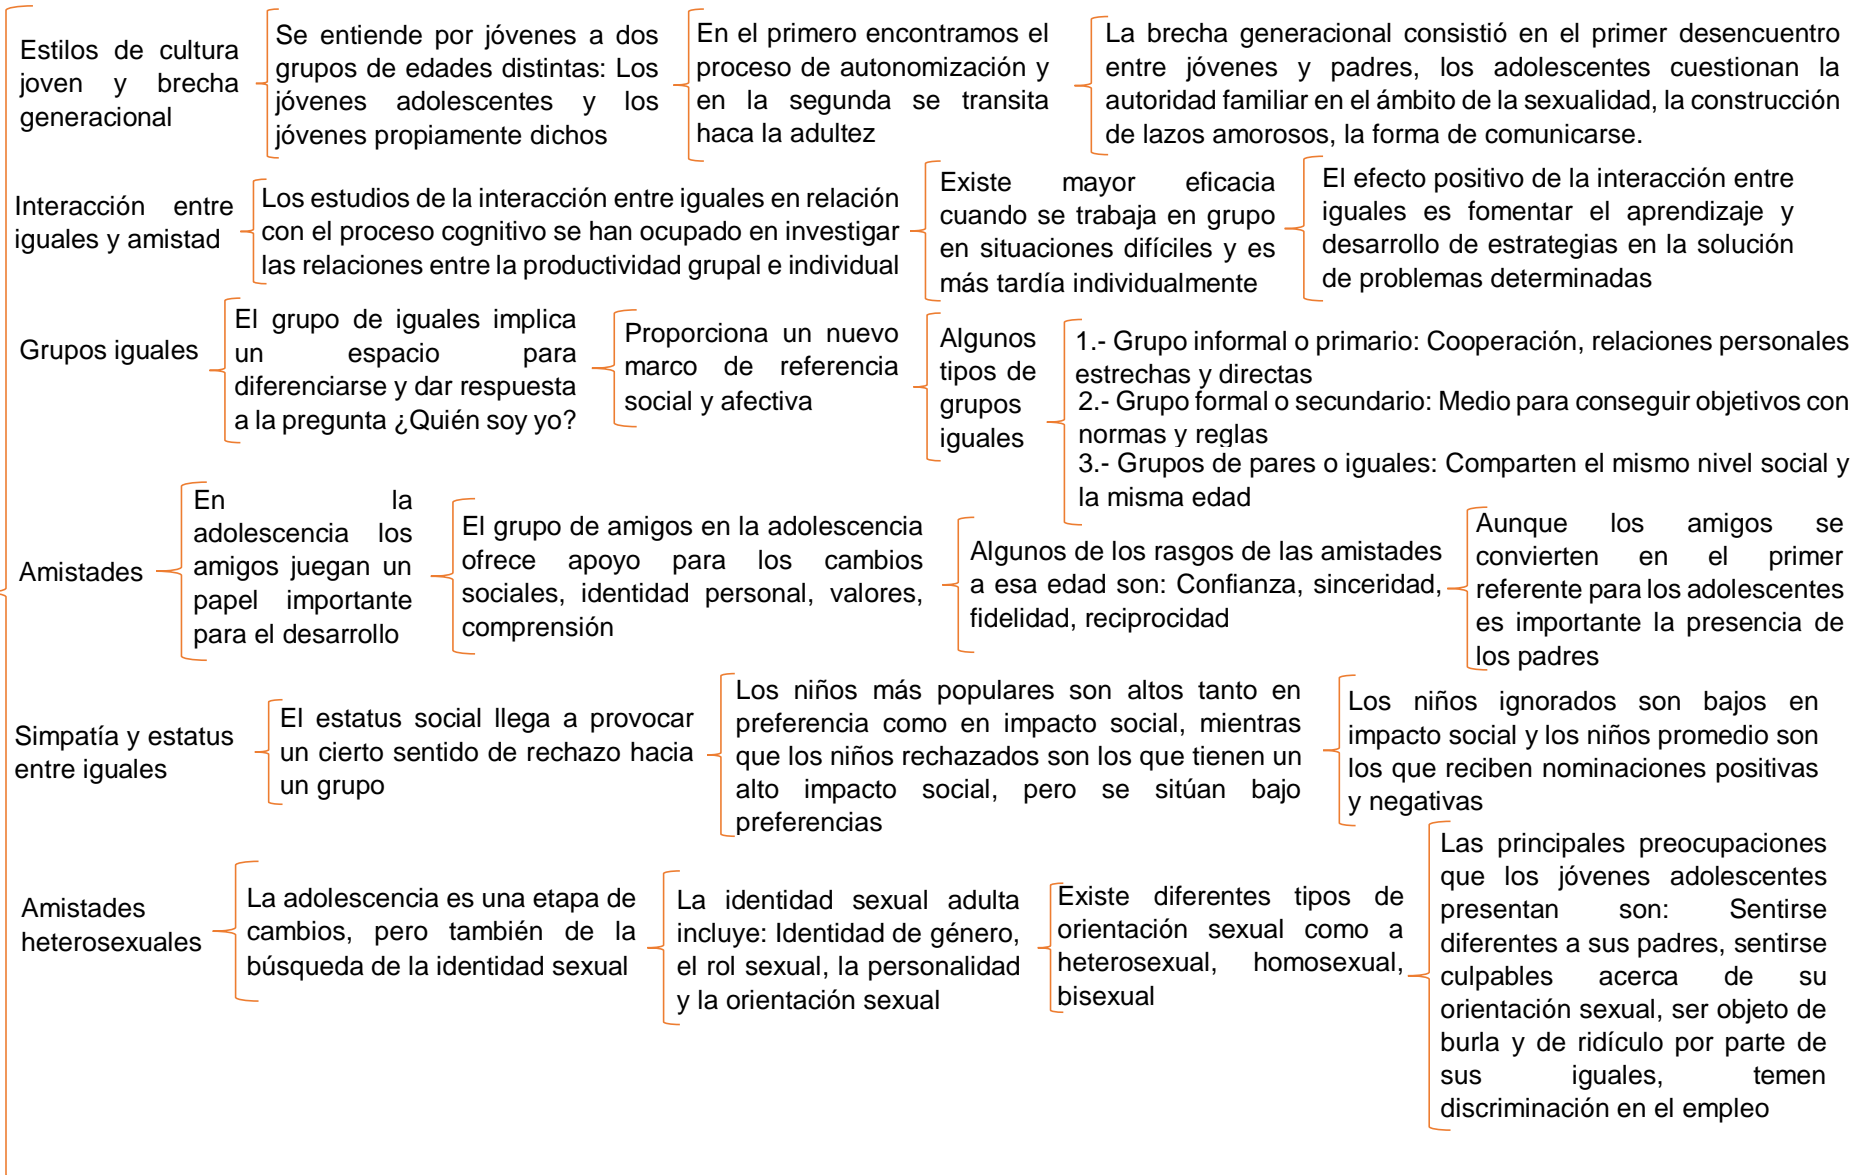 Estilos de cultura
joven y brecha
generacional
Se entiende por jóvenes a dos
grupos de edades distintas: Los
jóvenes adolescentes y los
jóvenes propiamente dichos
En el primero encontramos el
proceso de autonomización y
en la segunda se transita
haca la adultez
La brecha generacional consistió en el primer desencuentro
entre jóvenes y padres, los adolescentes cuestionan la
autoridad familiar en el ámbito de la sexualidad, la construcción
de lazos amorosos, la forma de comunicarse.
Interacción entre
iguales y amistad
Los estudios de la interacción entre iguales en relación
con el proceso cognitivo se han ocupado en investigar
las relaciones entre la productividad grupal e individual
Existe mayor eficacia
cuando se trabaja en grupo
en situaciones difíciles y es
más tardía individualmente
El efecto positivo de la interacción entre
iguales es fomentar el aprendizaje y
desarrollo de estrategias en la solución
de problemas determinadas
Grupos iguales
El grupo de iguales implica
un espacio para
diferenciarse y dar respuesta
a la pregunta ¿Quién soy yo?
Proporciona un nuevo
marco de referencia
social y afectiva
Algunos
tipos de
grupos
iguales
1.- Grupo informal o primario: Cooperación, relaciones personales
estrechas y directas
2.- Grupo formal o secundario: Medio para conseguir objetivos con
normas y reglas
3.- Grupos de pares o iguales: Comparten el mismo nivel social y
la misma edad
Amistades
En la
adolescencia los
amigos juegan un
papel importante
para el desarrollo
El grupo de amigos en la adolescencia
ofrece apoyo para los cambios
sociales, identidad personal, valores,
comprensión
Algunos de los rasgos de las amistades
a esa edad son: Confianza, sinceridad,
fidelidad, reciprocidad
Aunque los amigos se
convierten en el primer
referente para los adolescentes
es importante la presencia de
los padres
Simpatía y estatus
entre iguales
El estatus social llega a provocar
un cierto sentido de rechazo hacia
un grupo
Los niños más populares son altos tanto en
preferencia como en impacto social, mientras
que los niños rechazados son los que tienen un
alto impacto social, pero se sitúan bajo
preferencias
Los niños ignorados son bajos en
impacto social y los niños promedio son
los que reciben nominaciones positivas
y negativas
Amistades
heterosexuales
La adolescencia es una etapa de
cambios, pero también de la
búsqueda de la identidad sexual
La identidad sexual adulta
incluye: Identidad de género,
el rol sexual, la personalidad
y la orientación sexual
Existe diferentes tipos de
orientación sexual como a
heterosexual, homosexual,
bisexual
Las principales preocupaciones
que los jóvenes adolescentes
presentan son: Sentirse
diferentes a sus padres, sentirse
culpables acerca de su
orientación sexual, ser objeto de
burla y de ridículo por parte de
sus iguales, temen
discriminación en el empleo